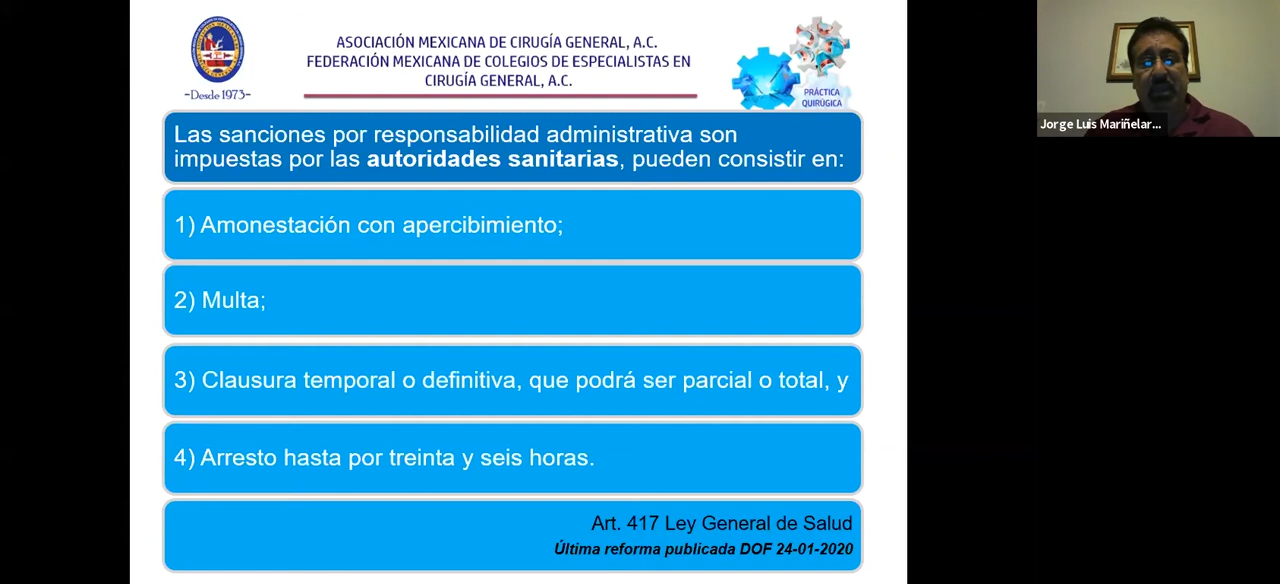 ASOCIACIÓN MEXICANA DE CIRUGÍA GENERAL, A.C.
FEDERACIÓN MEXICANA DE COLEGIOS DE ESPECIALISTAS EN
CIRUGÍA GENERAL, A.C.
-Desde 1973-
PRÁCTICA
QUIRÚGICA
Jorge Luis Mariñelar...
Las sanciones por responsabilidad administrativa son
impuestas por las autoridades sanitarias, pueden consistir en:
1) Amonestación con apercibimiento;
2) Multa;
3) Clausura temporal o definitiva, que podrá ser parcial o total, y
4) Arresto hasta por treinta y seis horas.
Art. 417 Ley General de Salud
Última reforma publicada DOF 24-01-2020